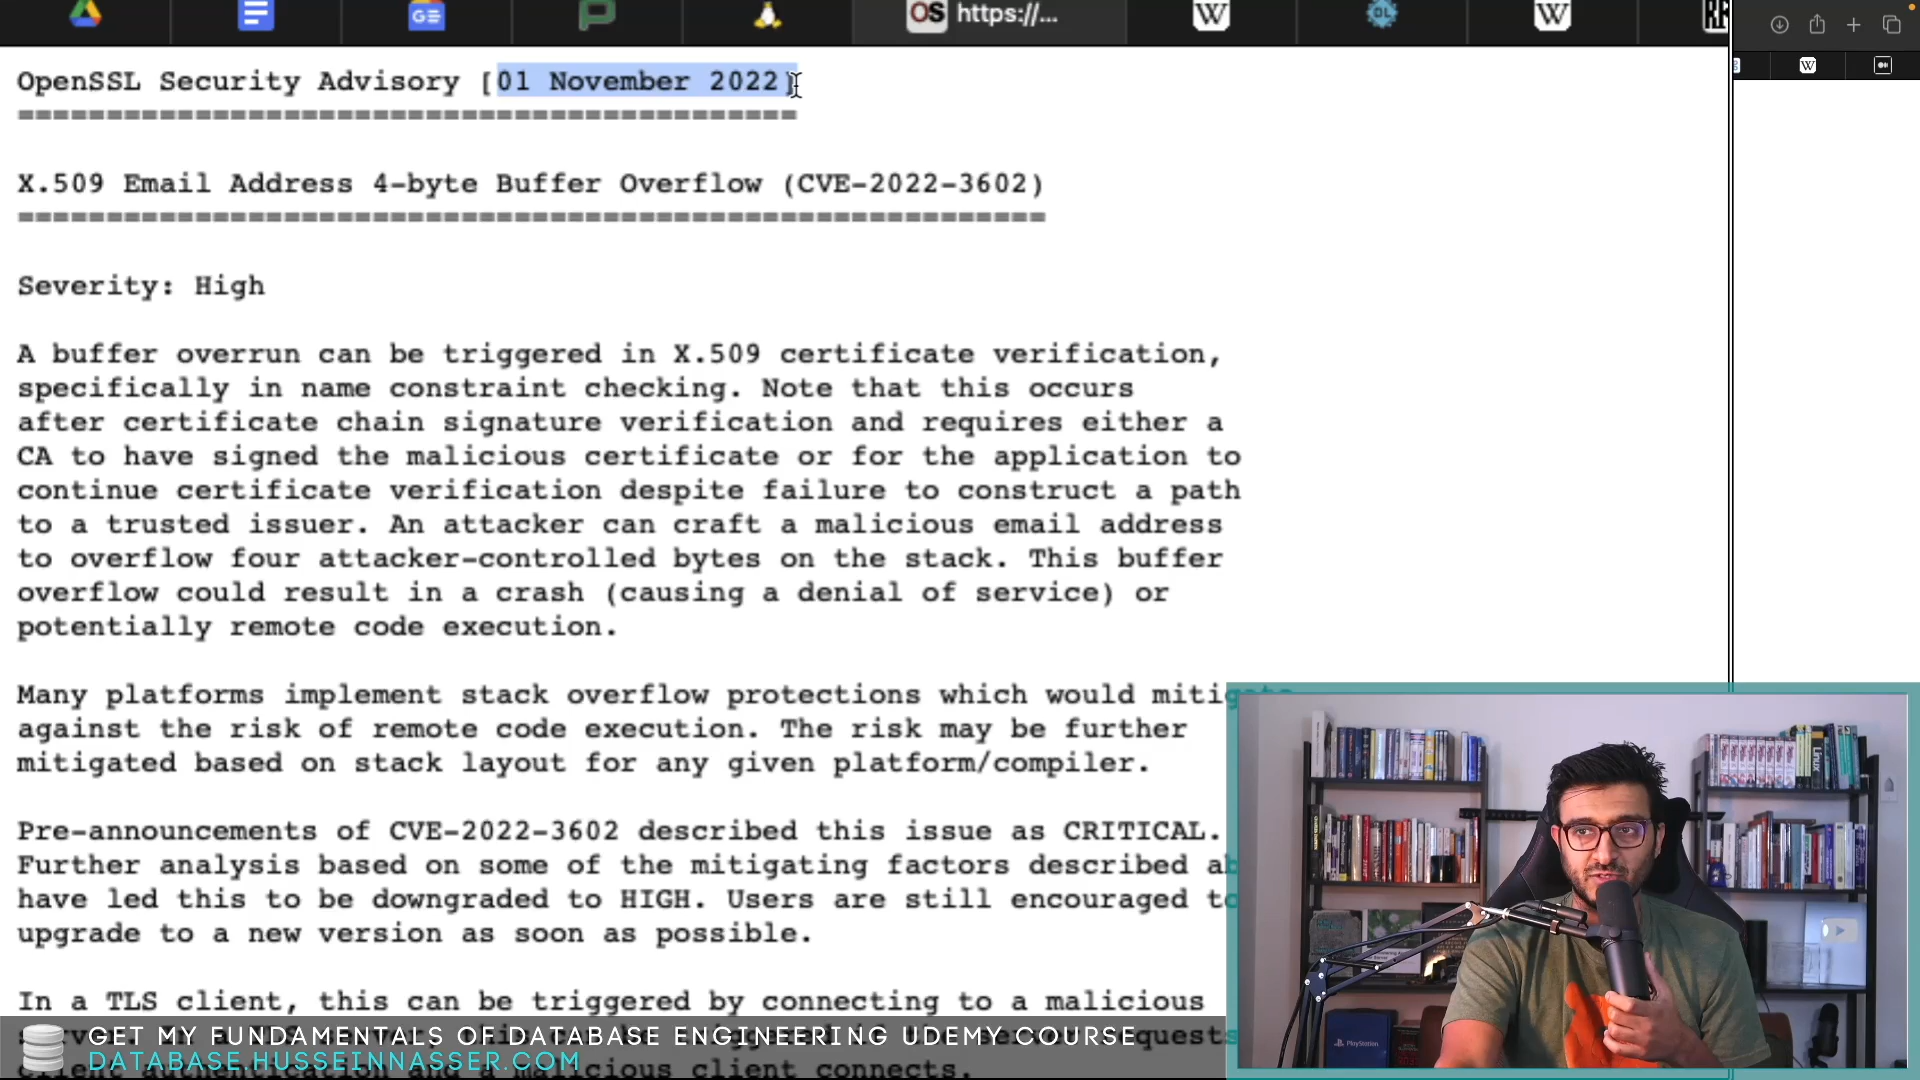 https://...
OpenSSL Security Advisory [01 November 2022]
============================================
X.509 Email Address 4-byte Buffer Overflow (CVE-2022-3602)
==========================================================
Severity: High
A buffer overrun can be triggered in X.509 certificate verification,
specifically in name constraint checking. Note that this occurs
after certificate chain signature verification and requires either a
CA to have signed the malicious certificate or for the application to
continue certificate verification despite failure to construct a path
to a trusted issuer. An attacker can craft a malicious email address
to overflow four attacker-controlled bytes on the stack. This buffer
overflow could result in a crash (causing a denial of service) or
potentially remote code execution.
Many platforms implement stack overflow protections which would mitigate
against the risk of remote code execution. The risk may be further
mitigated based on stack layout for any given platform/compiler.
Pre-announcements of CVE-2022-3602 described this issue as CRITICAL.
Further analysis based on some of the mitigating factors described
have led this to be downgraded to HIGH. Users are still encouraged to
upgrade to a new version as soon as possible.
In a TLS client, this can be triggered by connecting to a malicious
client authentication and a malicious client connects.
GET MY FUNDAMENTALS OF DATABASE ENGINEERING UDEMY COURSE
DATABASE.HUSSEINNASSER.COM
PlayStation
Linux